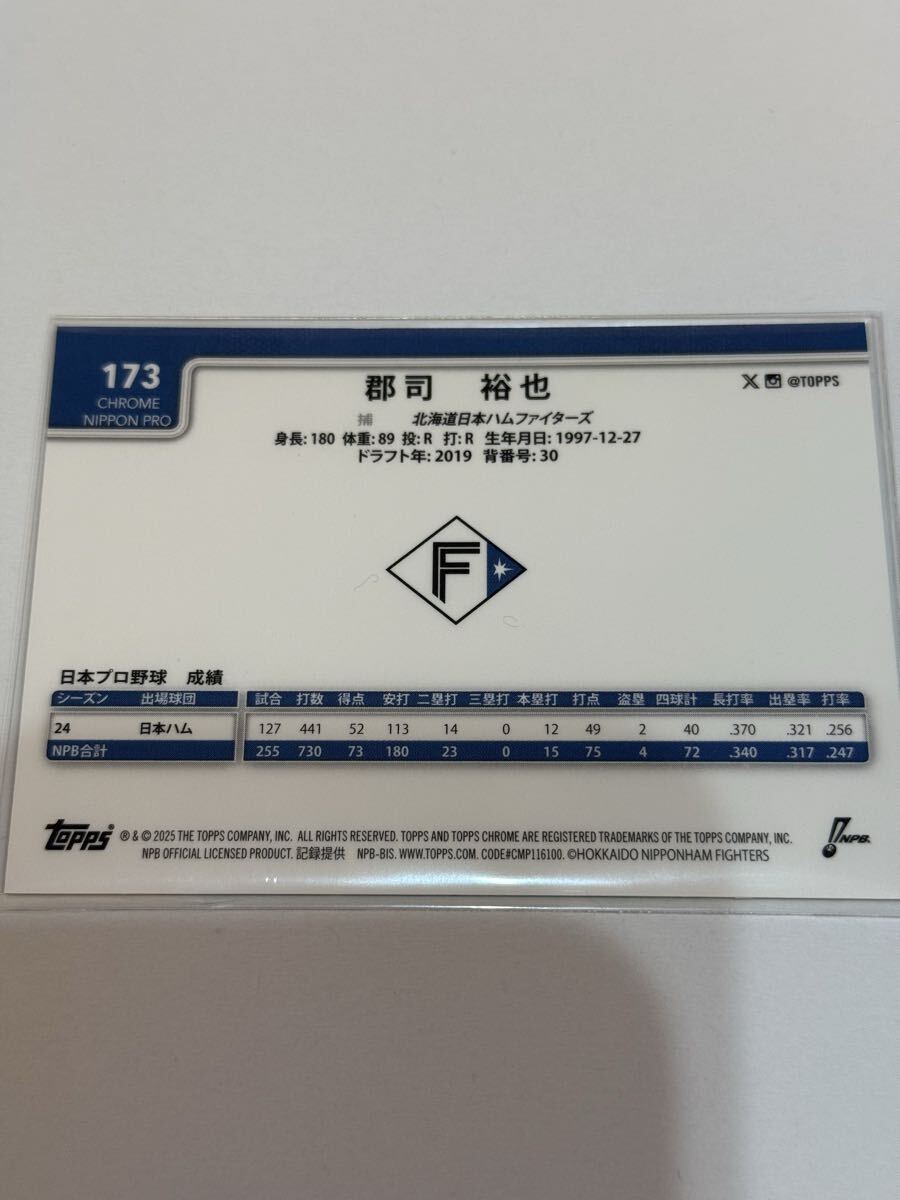 173
CHROME
NIPPON PRO
郡司 裕也
捕 北海道日本ハムファイターズ
身長: 180 体重: 89 投: R 打: R 生年月日: 1997-12-27
ドラフト年: 2019 背番号: 30
@TOPPS
F
日本プロ野球 成績
シーズン 出場球団 試合 打数 得点 安打 二塁打 三塁打 本塁打 打点 盗塁 四球計 長打率 出塁率 打率
24 日本ハム 127 441 52 113 14 0 12 49 2 40 .370 .321 .256
NPB合計 255 730 73 180 23 0 15 75 4 72 .340 .317 .247
topps®
® & © 2025 THE TOPPS COMPANY, INC. ALL RIGHTS RESERVED. TOPPS AND TOPPS CHROME ARE REGISTERED TRADEMARKS OF THE TOPPS COMPANY, INC.
NPB OFFICIAL LICENSED PRODUCT. 記録提供 NPB-BIS. WWW.TOPPS.COM. CODE#CMP116100. ©HOKKAIDO NIPPONHAM FIGHTERS
NPB.